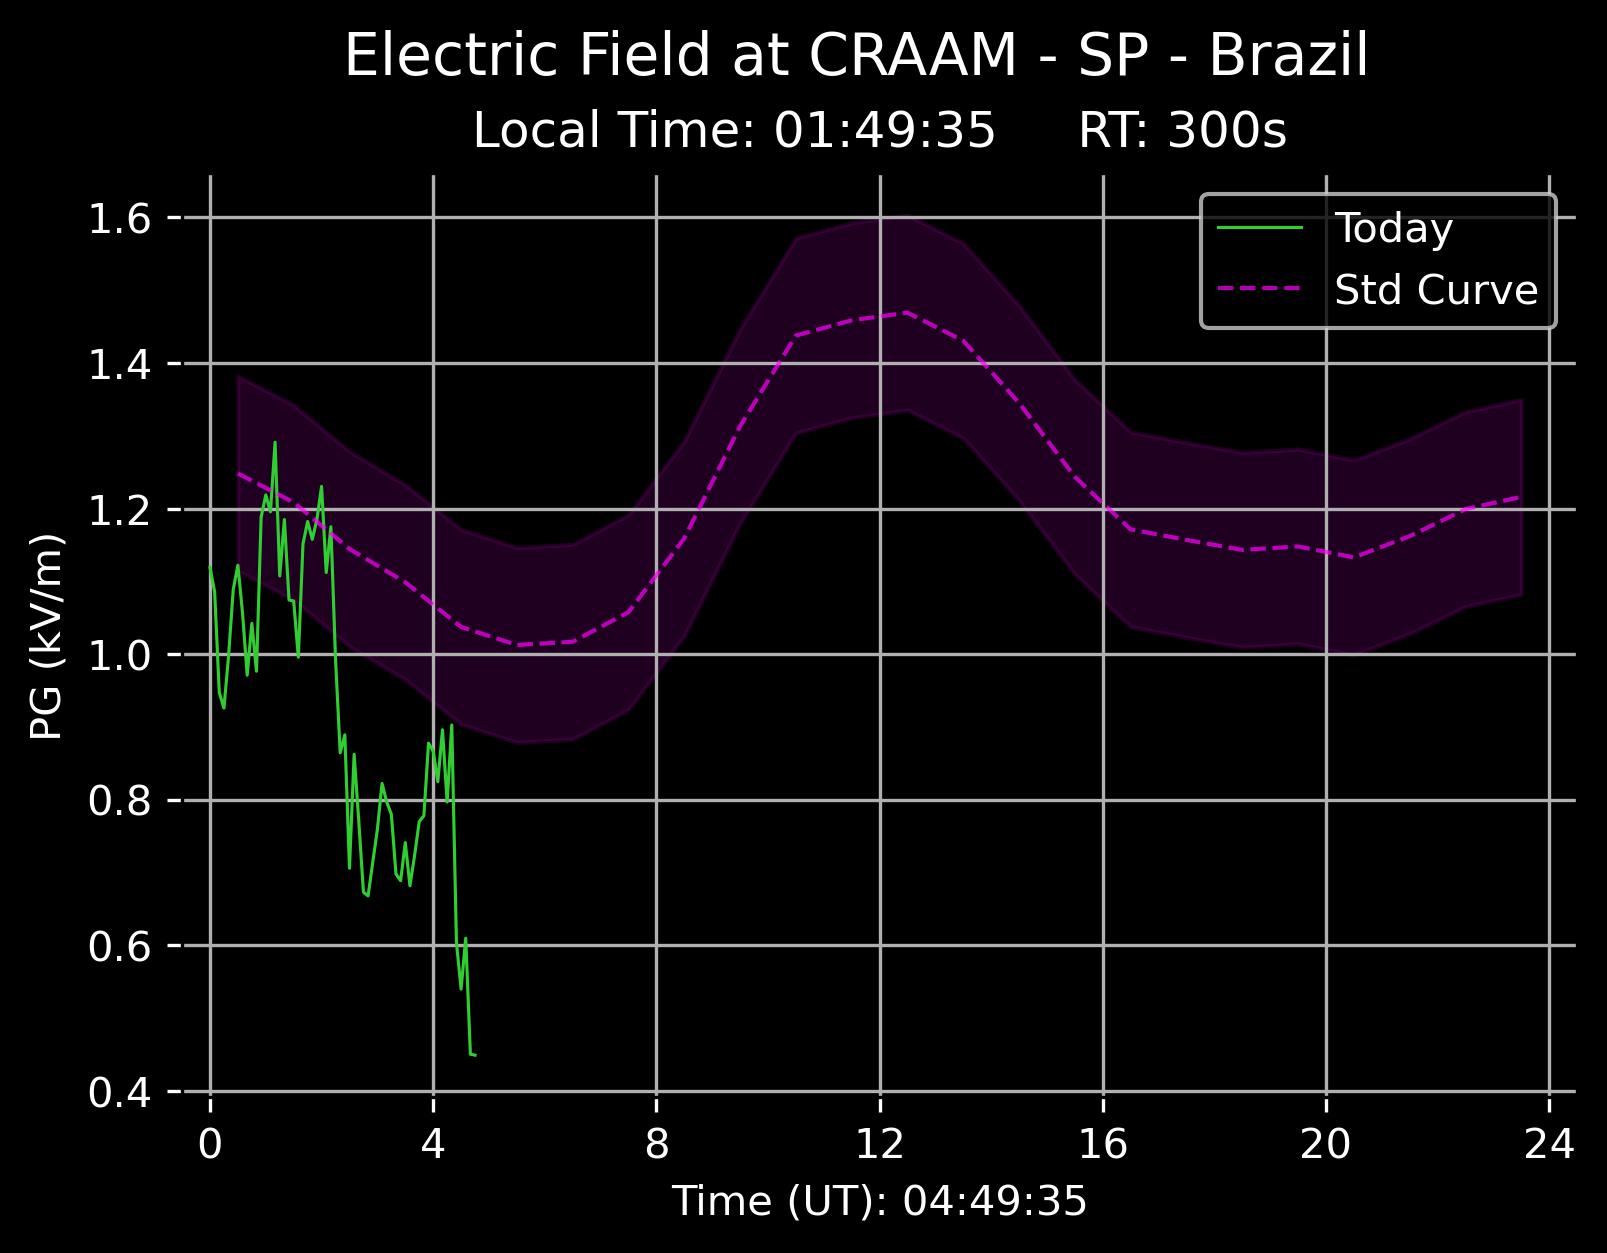 Electric Field at CRAAM - SP - Brazil
Local Time: 01:49:35 RT: 300s
Today
Std Curve
1.6
1.4
1.2
1.0
0.8
0.6
0.4
PG (kV/m)
0 4 8 12 16 20 24
Time (UT): 04:49:35